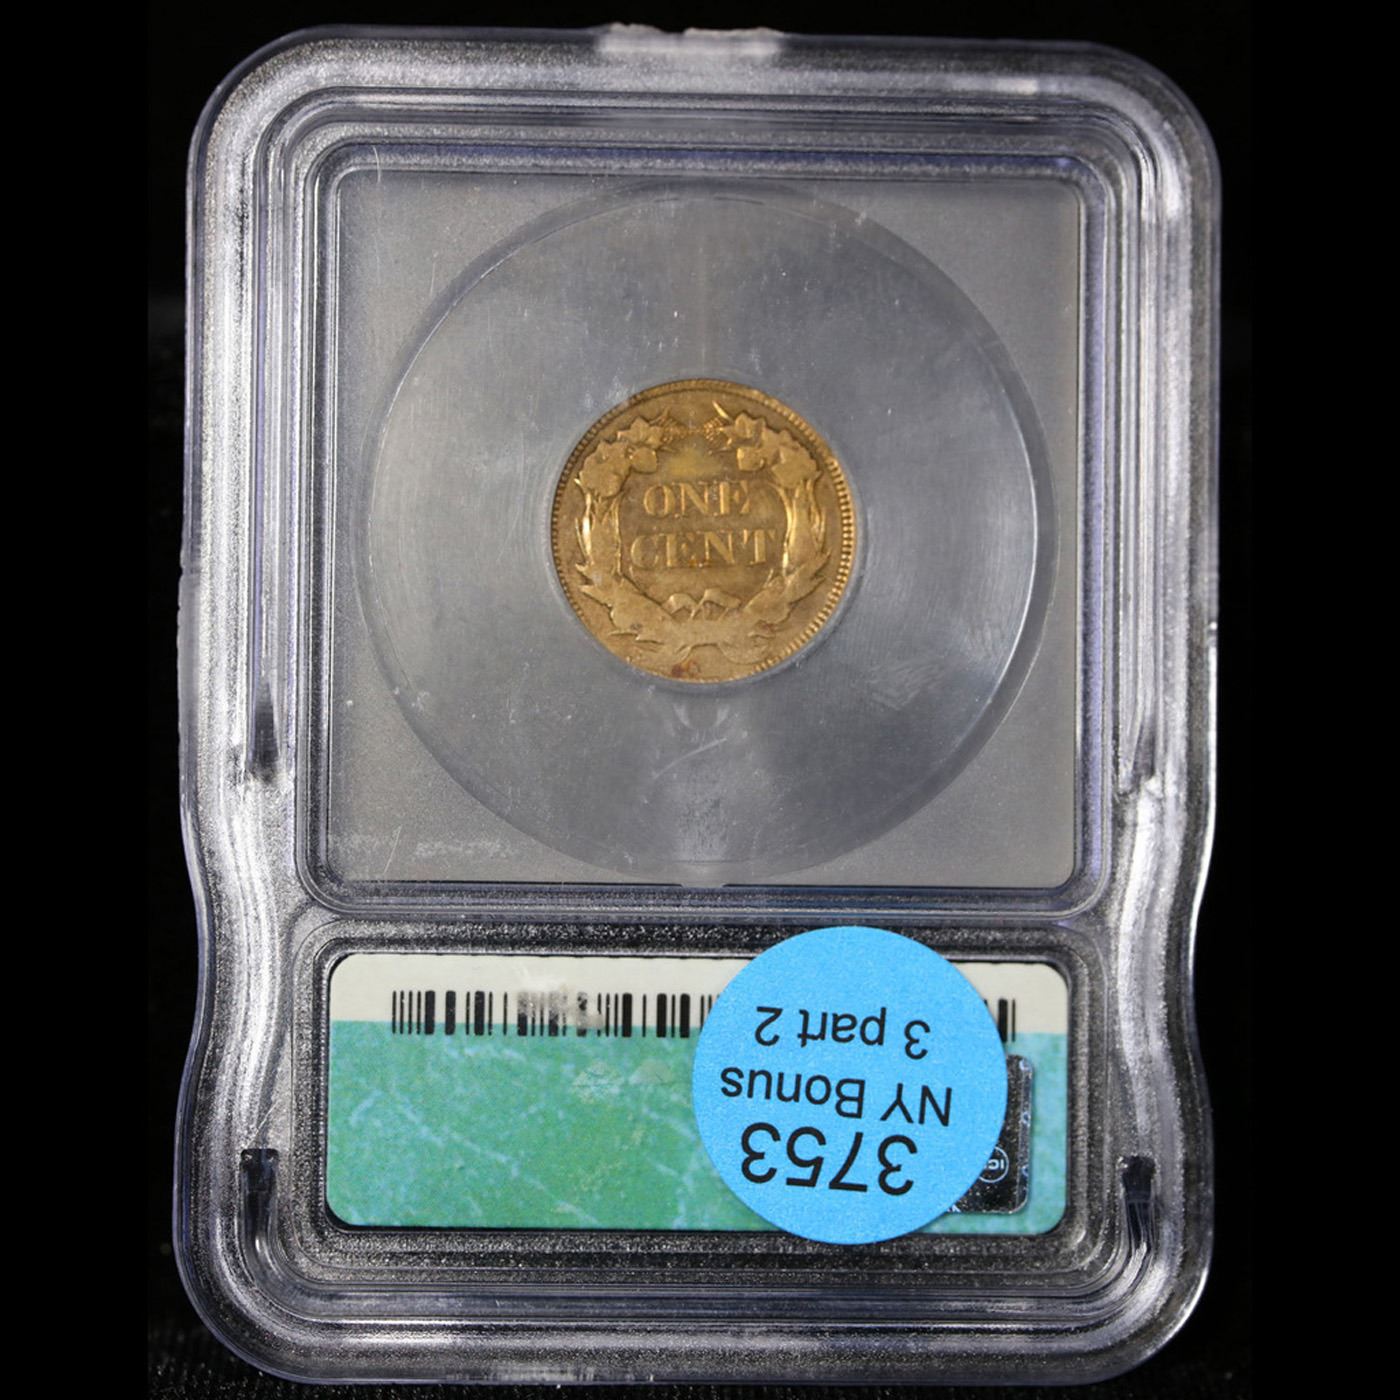 ONE
CENT
3753
NY Bonus
3 part 2